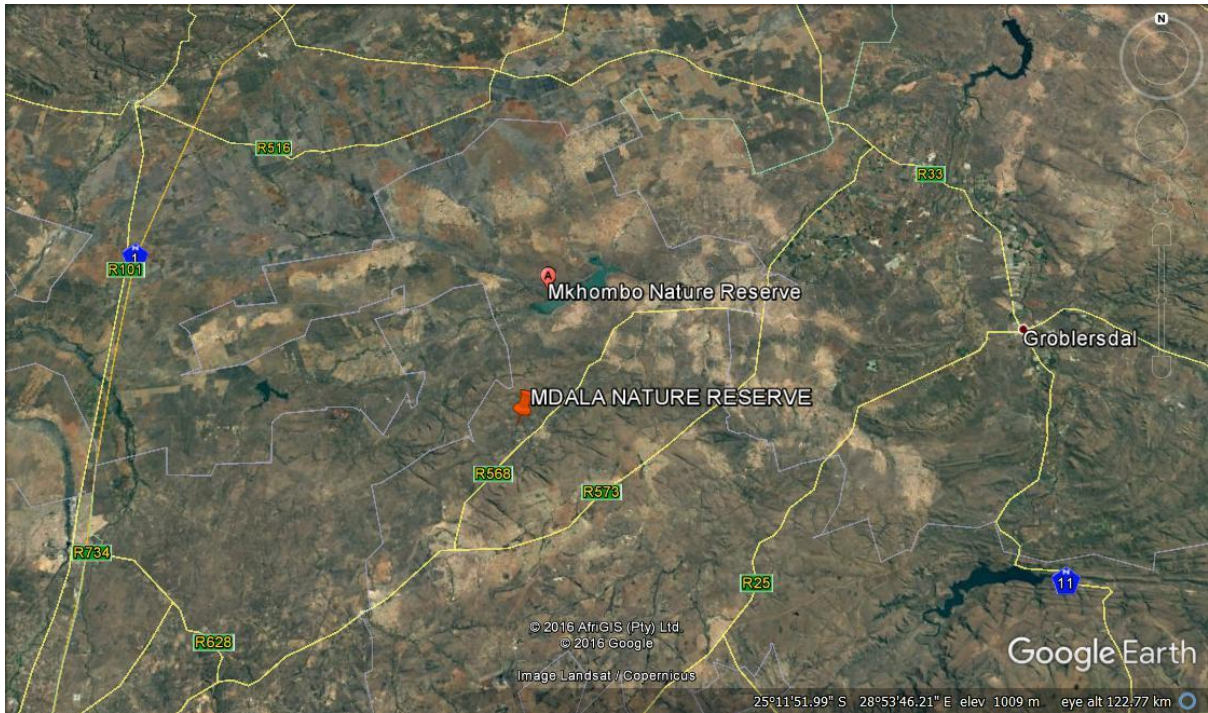 N
R516
R33
N
1
R101
A
Mkhombo Nature Reserve
Groblersdal
MDALA NATURE RESERVE
R568
R573
R734
R25
N
11
R628
© 2016 AfriGIS (Pty) Ltd.
© 2016 Google
Image Landsat / Copernicus
Google Earth
25°11'51.99" S 28°53'46.21" E elev 1009 m eye alt 122.77 km